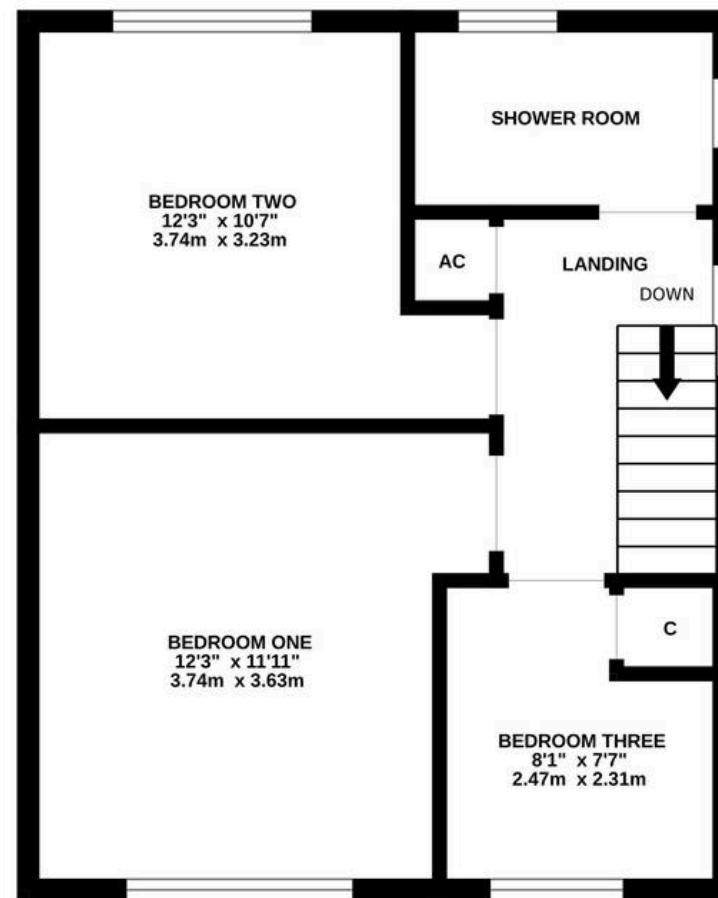 SHOWER ROOM
BEDROOM TWO
12'3" x 10'7"
3.74m x 3.23m
AC
LANDING
DOWN
BEDROOM ONE
12'3" x 11'11"
3.74m x 3.63m
C
BEDROOM THREE
8'1" x 7'7"
2.47m x 2.31m